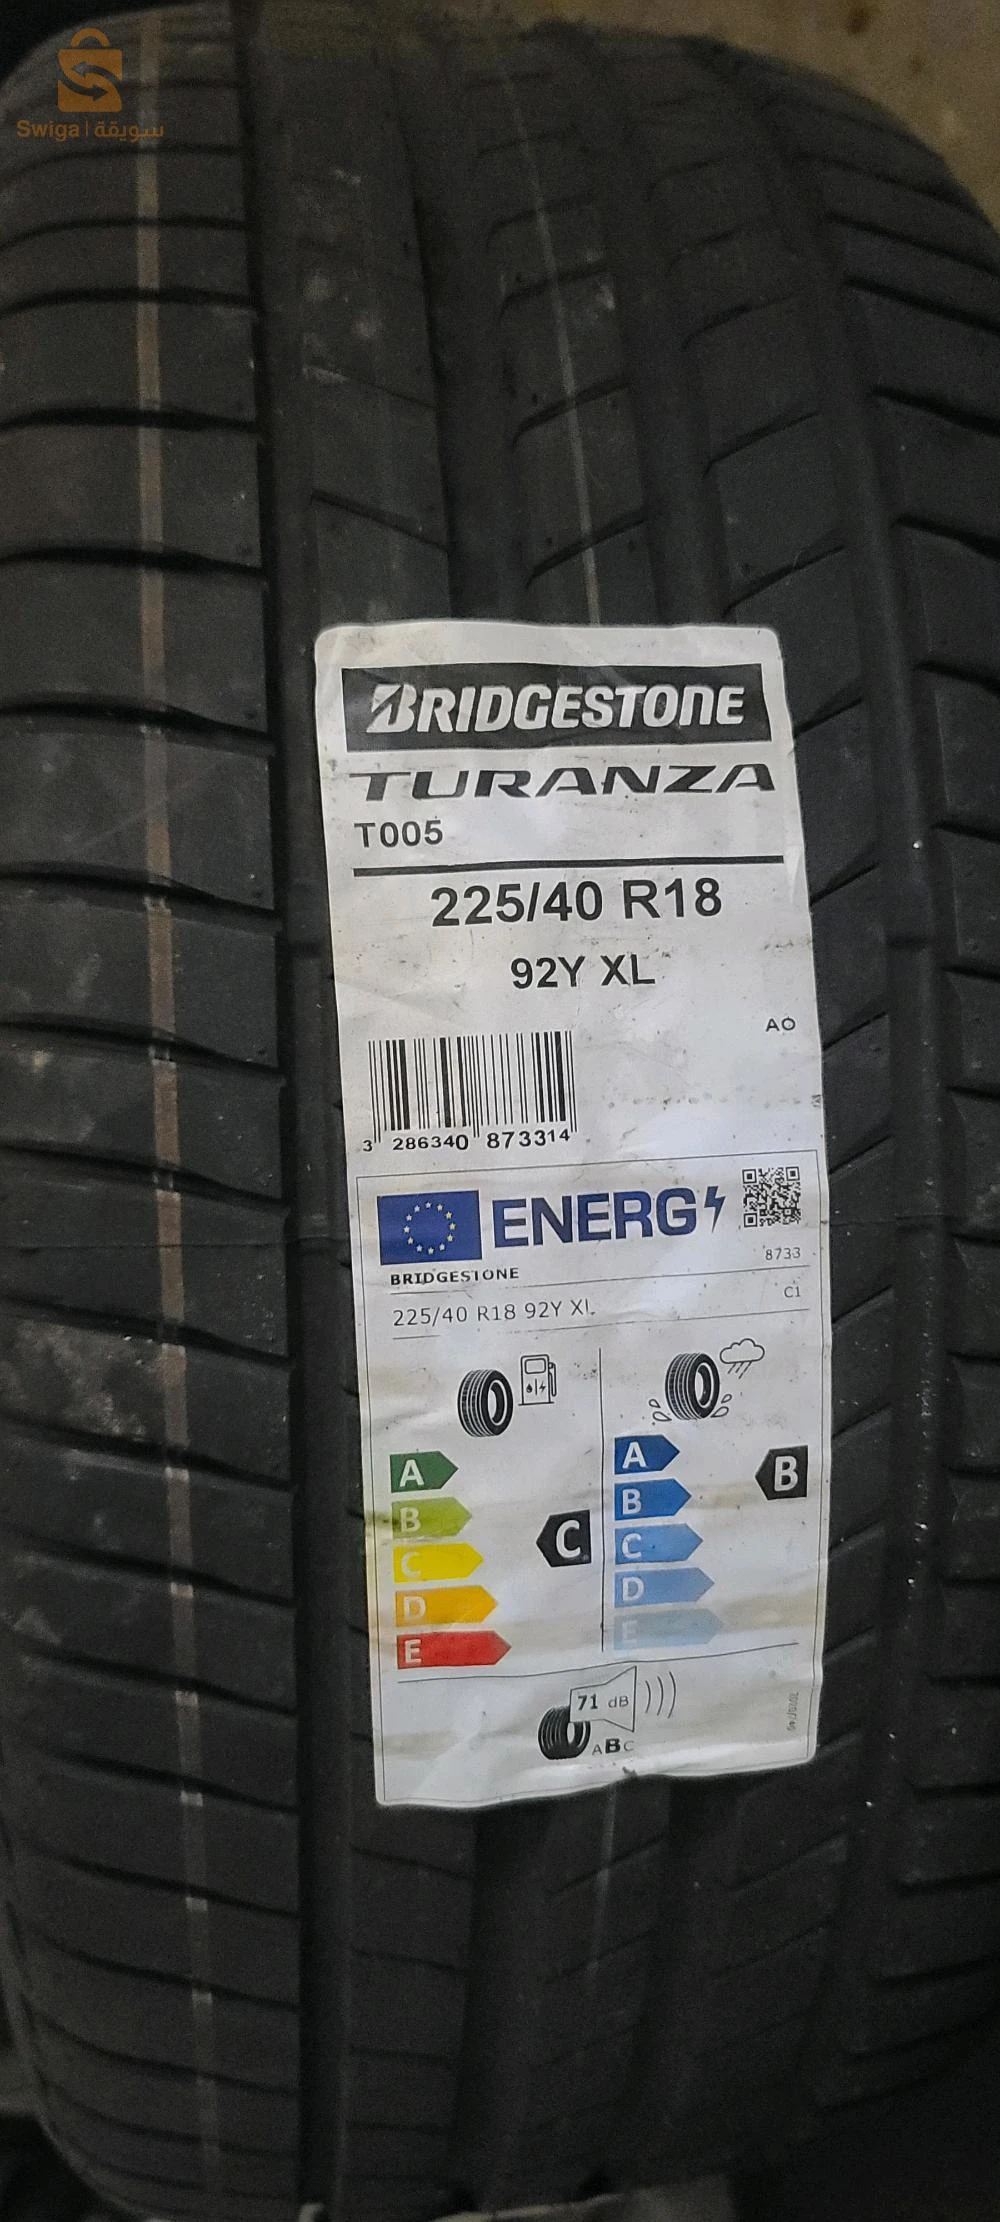 Swiga | سويقة
BRIDGESTONE
TURANZA
T005
225/40 R18
92Y XL
AO
3 286340 873314
ENERG
8733
BRIDGESTONE
C1
225/40 R18 92Y XL
A
B
C
D
E
C
A
B
C
D
E
B
71 dB
ABC